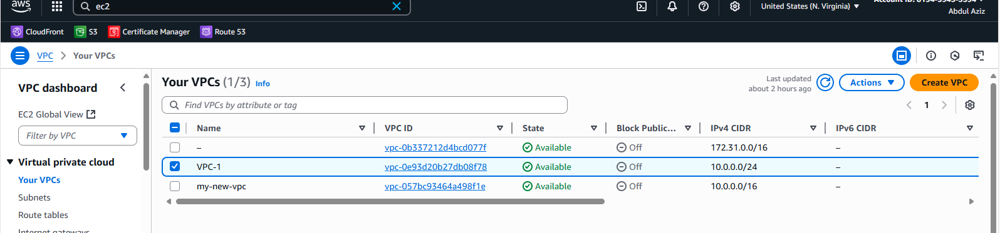 aws
ec2
United States (N. Virginia)
Abdul Aziz
CloudFront S3 Certificate Manager Route 53
VPC > Your VPCs
VPC dashboard
EC2 Global View
Filter by VPC
Virtual private cloud
Your VPCs
Subnets
Route tables
Your VPCs (1/3) Info
Last updated
about 2 hours ago
Actions
Create VPC
Find VPCs by attribute or tag
1
Name VPC ID State Block Public... IPv4 CIDR IPv6 CIDR
– vpc-0b337212d4bcd077f Available Off 172.31.0.0/16 –
VPC-1 vpc-0e93d20b27db08f78 Available Off 10.0.0.0/24 –
my-new-vpc vpc-057bc93464a498f1e Available Off 10.0.0.0/16 –